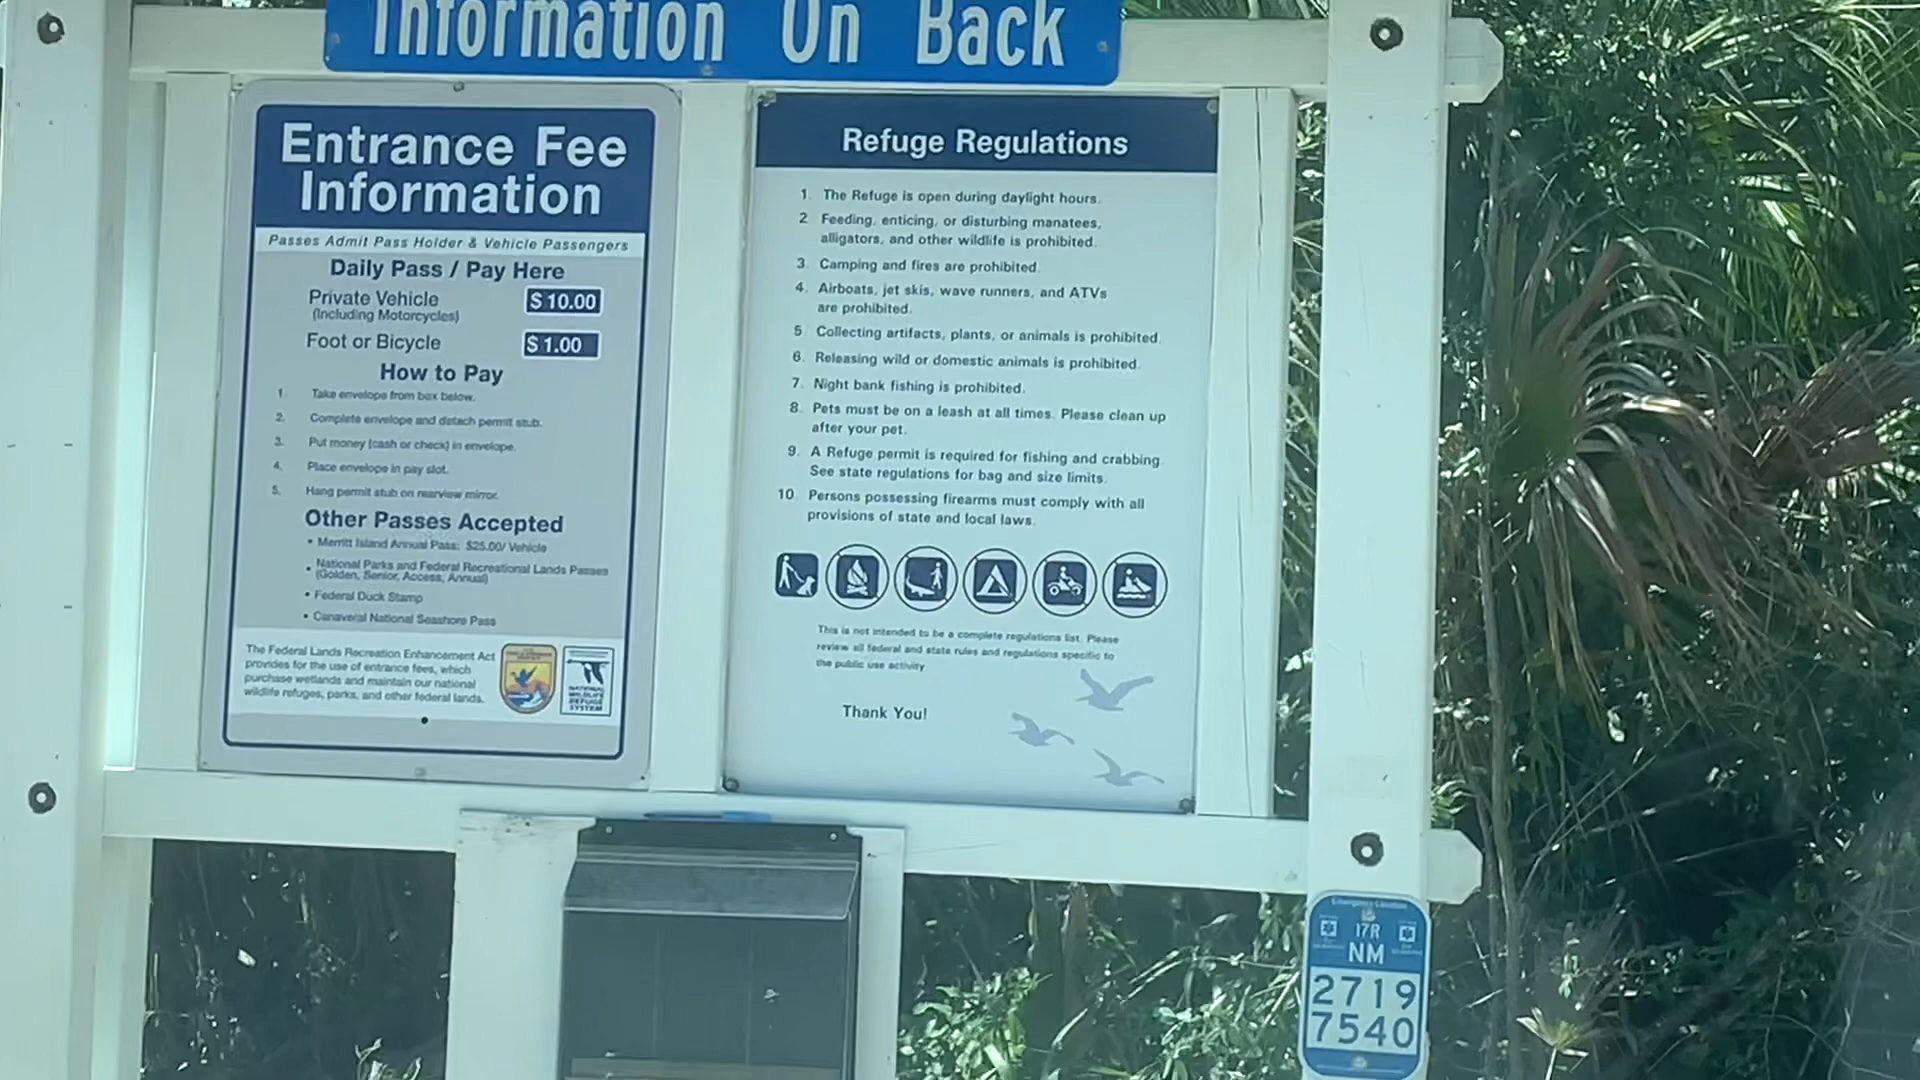 Information On Back
Entrance Fee
Information
Passes Admit Pass Holder & Vehicle Passengers
Daily Pass / Pay Here
Private Vehicle $ 10.00
(Including Motorcycles)
Foot or Bicycle $ 1.00
How to Pay
1. Take envelope from box below.
2. Complete envelope and detach permit stub.
3. Put money (cash or check) in envelope.
4. Place envelope in pay slot.
5. Hang permit stub on rearview mirror.
Other Passes Accepted
• Merritt Island Annual Pass: $25.00/ Vehicle
• National Parks and Federal Recreational Lands Passes
(Golden, Senior, Access, Annual)
• Federal Duck Stamp
• Canaveral National Seashore Pass
The Federal Lands Recreation Enhancement Act
provides for the use of entrance fees, which
purchase wetlands and maintain our national
wildlife refuges, parks, and other federal lands.
NATIONAL
WILDLIFE
REFUGE
SYSTEM
Refuge Regulations
1. The Refuge is open during daylight hours.
2 Feeding, enticing, or disturbing manatees,
alligators, and other wildlife is prohibited.
3. Camping and fires are prohibited.
4. Airboats, jet skis, wave runners, and ATVs
are prohibited.
5 Collecting artifacts, plants, or animals is prohibited.
6. Releasing wild or domestic animals is prohibited.
7. Night bank fishing is prohibited.
8. Pets must be on a leash at all times. Please clean up
after your pet.
9. A Refuge permit is required for fishing and crabbing.
See state regulations for bag and size limits.
10. Persons possessing firearms must comply with all
provisions of state and local laws.
This is not intended to be a complete regulations list. Please
review all federal and state rules and regulations specific to
the public use activity
Thank You!
Emergency Location
17R
NM
2719
7540